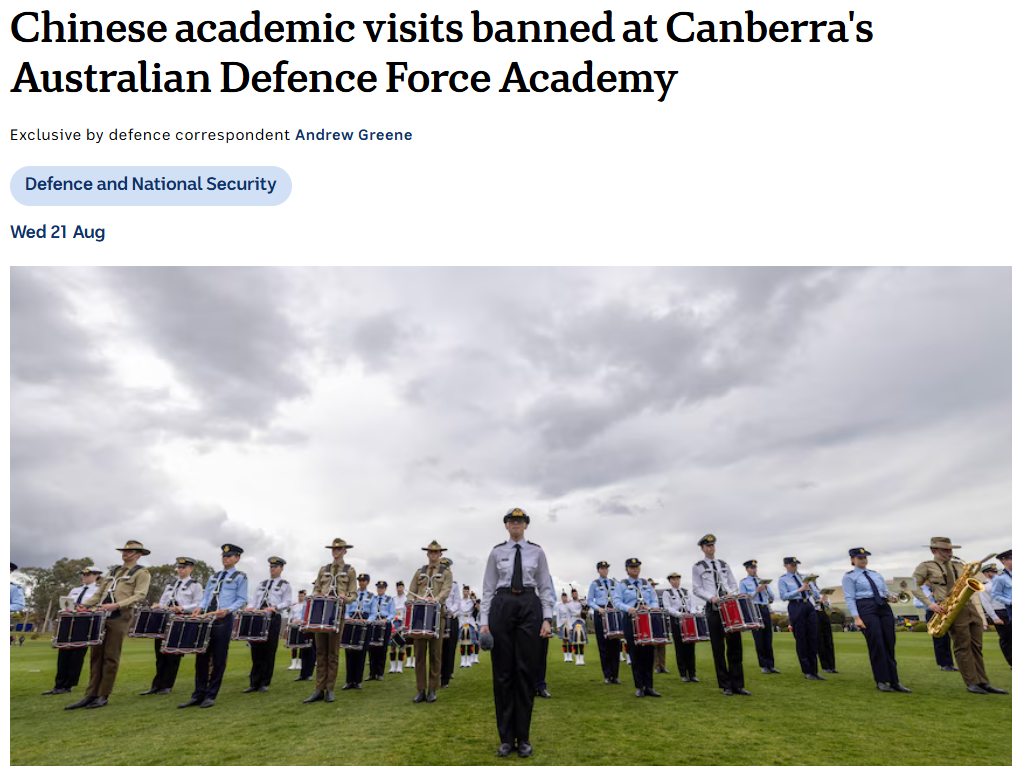 Chinese academic visits banned at Canberra's
Australian Defence Force Academy
Exclusive by defence correspondent Andrew Greene
Defence and National Security
Wed 21 Aug